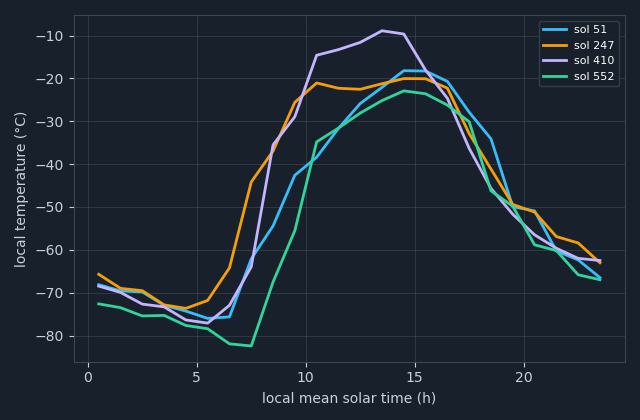 sol 51
sol 247
sol 410
sol 552
−10
−20
−30
−40
−50
−60
−70
−80
local temperature (°C)
0 5 10 15 20
local mean solar time (h)